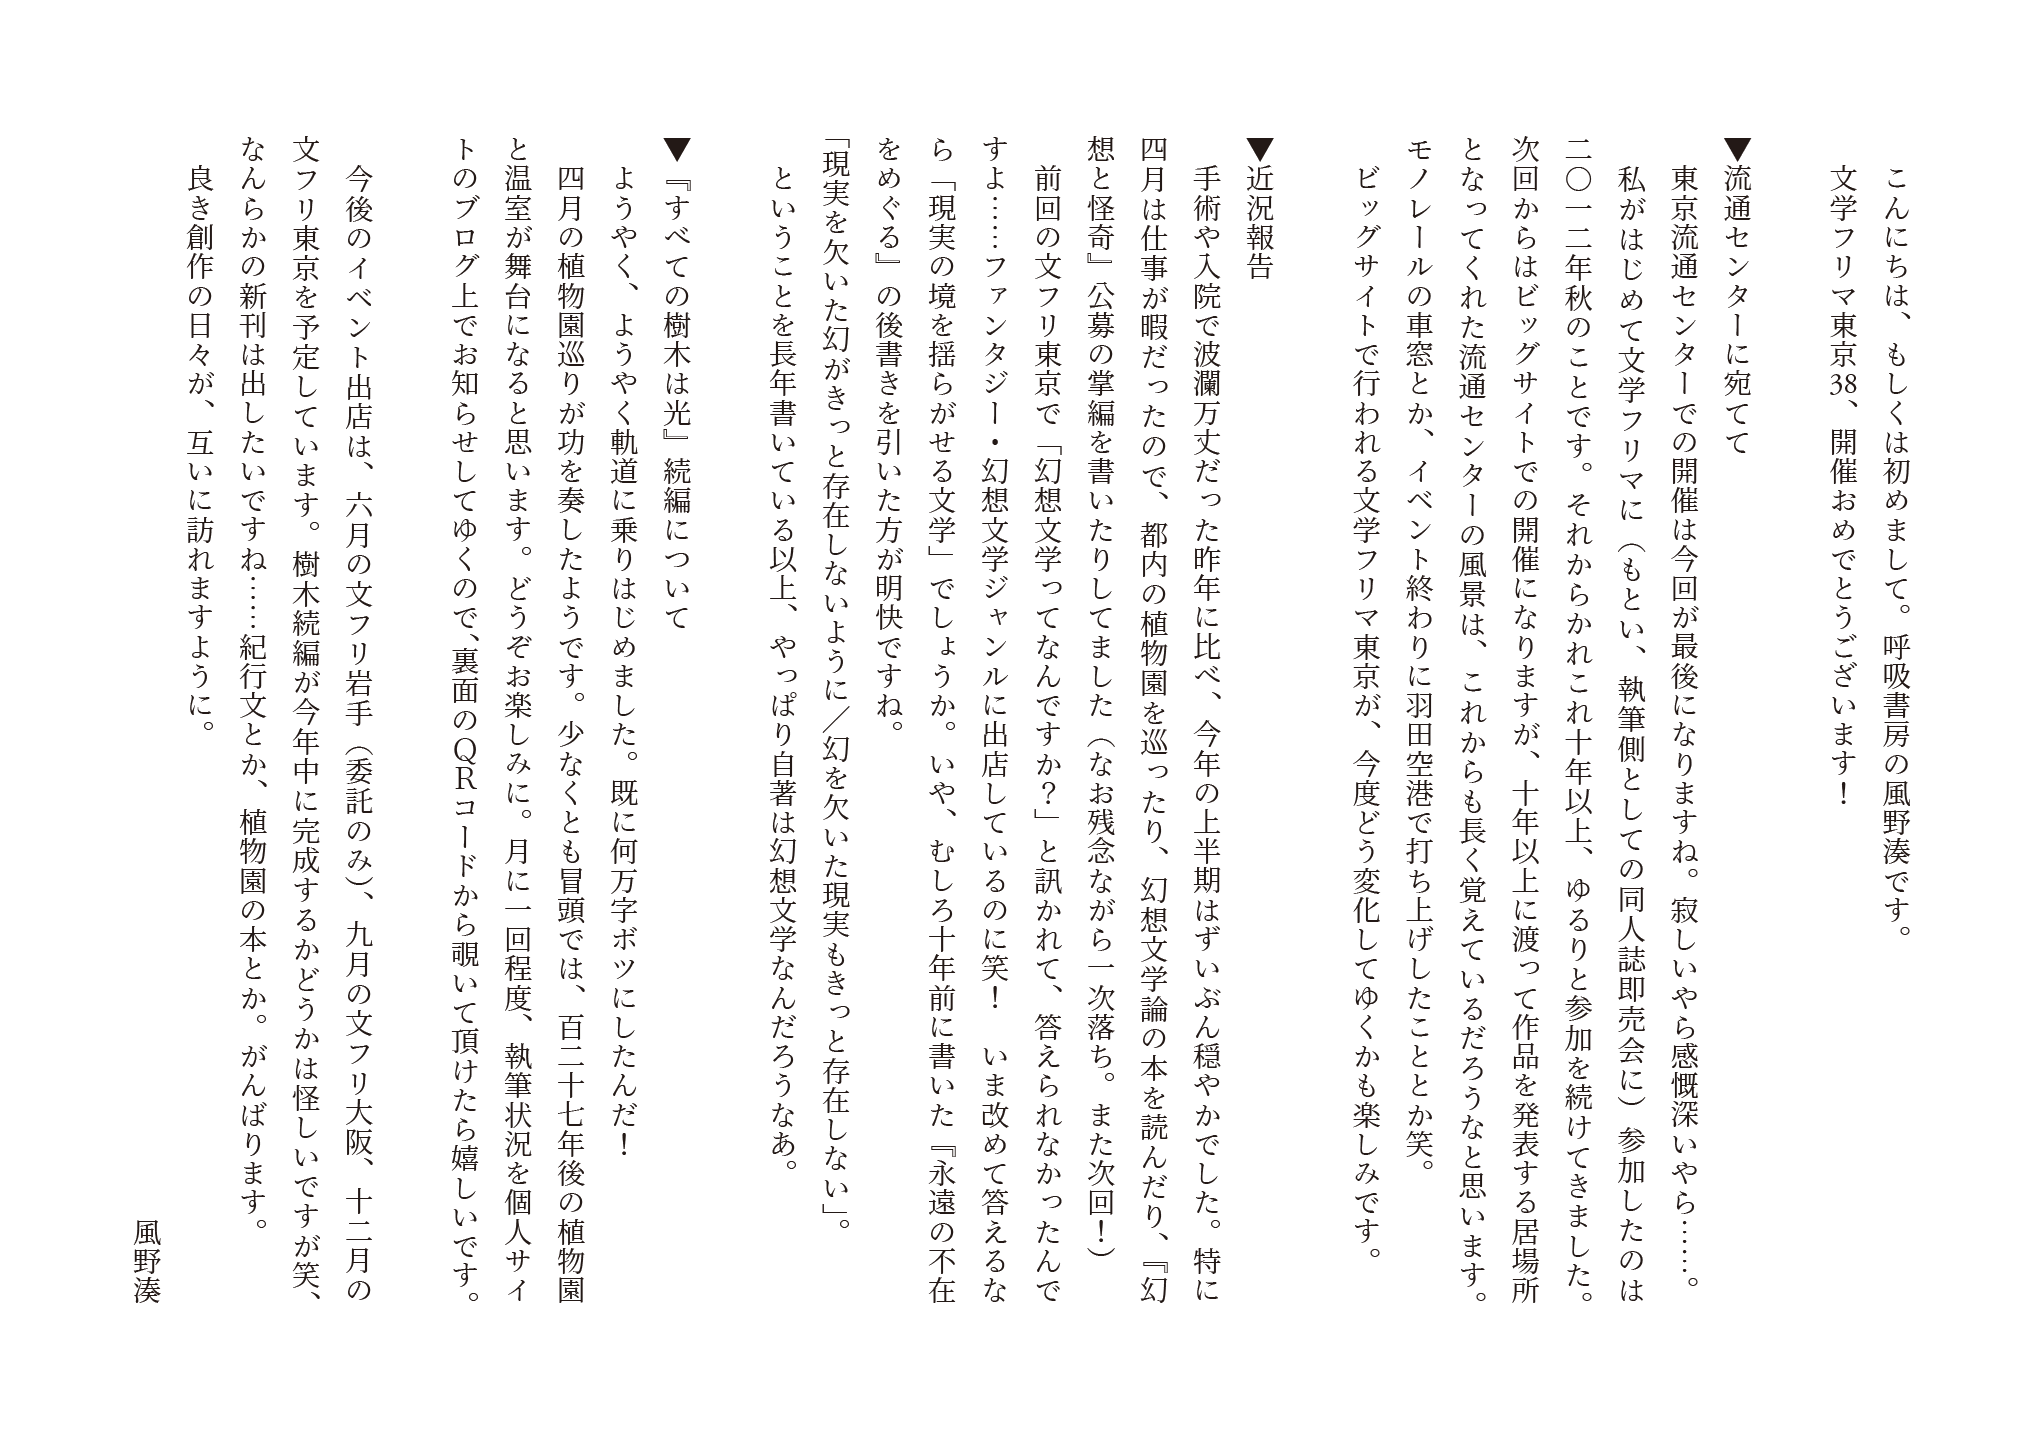 こんにちは、もしくは初めまして。呼吸書房の風野湊です。
文学フリマ東京38、開催おめでとうございます！
▼流通センターに宛てて
東京流通センターでの開催は今回が最後になりますね。寂しいやら感慨深いやら……。
私がはじめて文学フリマに（もとい、執筆側としての同人誌即売会に）参加したのは
二〇一二年秋のことです。それからかれこれ十年以上、ゆるりと参加を続けてきました。
次回からはビッグサイトでの開催になりますが、十年以上に渡って作品を発表する居場所
となってくれた流通センターの風景は、これからも長く覚えているだろうなと思います。
モノレールの車窓とか、イベント終わりに羽田空港で打ち上げしたこととか笑。
ビッグサイトで行われる文学フリマ東京が、今度どう変化してゆくかも楽しみです。
▼近況報告
手術や入院で波瀾万丈だった昨年に比べ、今年の上半期はずいぶん穏やかでした。特に
四月は仕事が暇だったので、都内の植物園を巡ったり、幻想文学論の本を読んだり、『幻
想と怪奇』公募の掌編を書いたりしてました（なお残念ながら一次落ち。また次回！）
前回の文フリ東京で「幻想文学ってなんですか？」と訊かれて、答えられなかったんで
すよ……ファンタジー・幻想文学ジャンルに出店しているのに笑！　いま改めて答えるな
ら「現実の境を揺らがせる文学」でしょうか。いや、むしろ十年前に書いた『永遠の不在
をめぐる』の後書きを引いた方が明快ですね。
「現実を欠いた幻がきっと存在しないように／幻を欠いた現実もきっと存在しない」。
ということを長年書いている以上、やっぱり自著は幻想文学なんだろうなあ。
▼『すべての樹木は光』続編について
ようやく、ようやく軌道に乗りはじめました。既に何万字ボツにしたんだ！
四月の植物園巡りが功を奏したようです。少なくとも冒頭では、百二十七年後の植物園
と温室が舞台になると思います。どうぞお楽しみに。月に一回程度、執筆状況を個人サイ
トのブログ上でお知らせしてゆくので、裏面のＱＲコードから覗いて頂けたら嬉しいです。
今後のイベント出店は、六月の文フリ岩手（委託のみ）、九月の文フリ大阪、十二月の
文フリ東京を予定しています。樹木続編が今年中に完成するかどうかは怪しいですが笑、
なんらかの新刊は出したいですね……紀行文とか、植物園の本とか。がんばります。
良き創作の日々が、互いに訪れますように。
風野湊